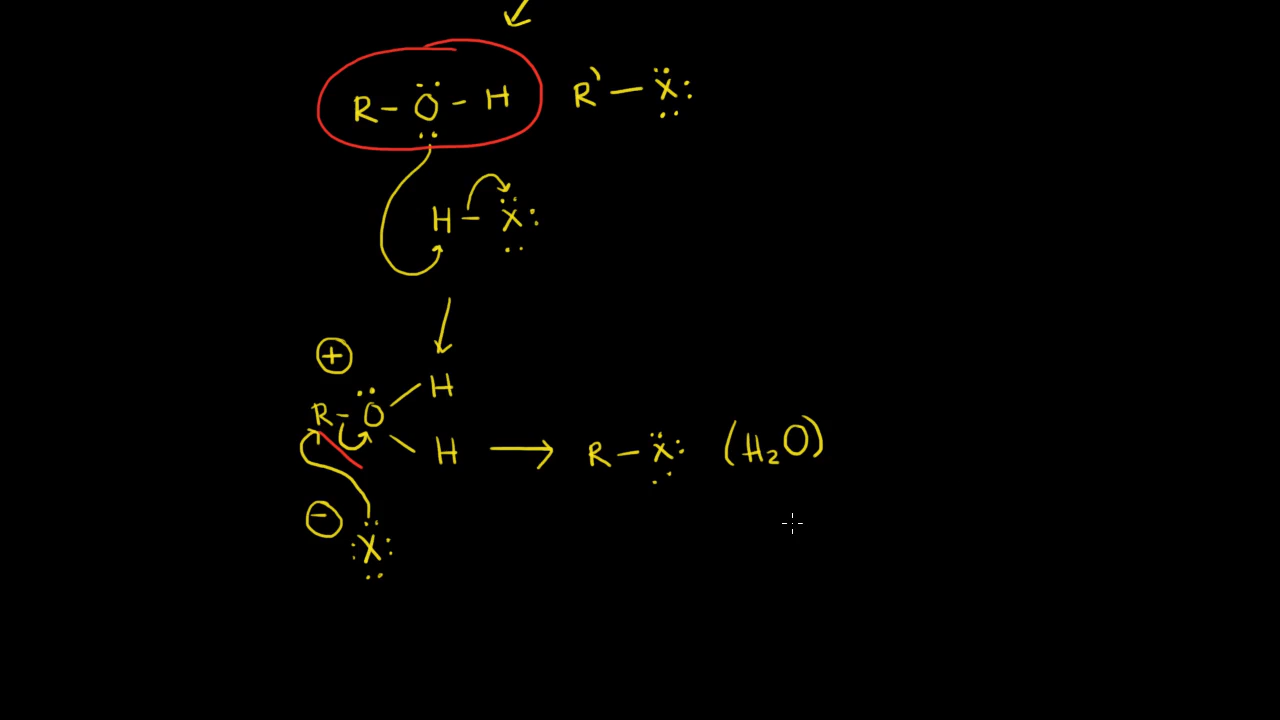 R - O - H R' — X
H - X
+
H
R - O
H → R — X (H₂O)
−
X